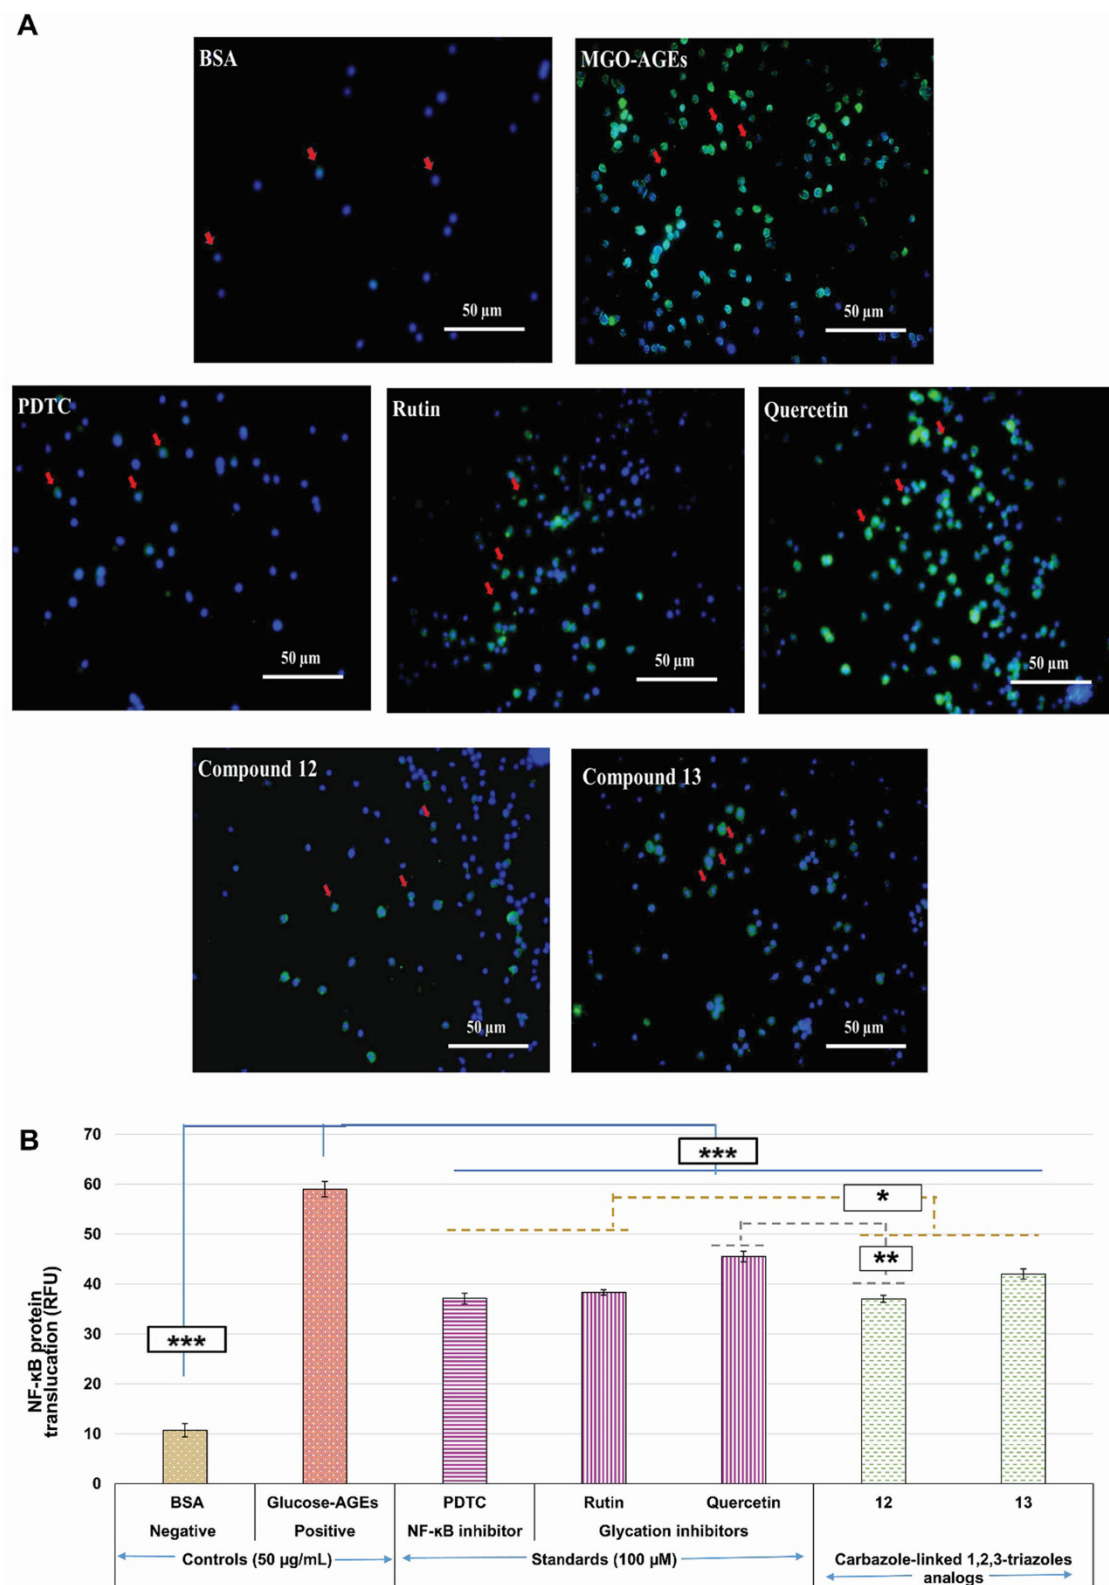 A
BSA
50 µm
MGO-AGEs
50 µm
PDTC
50 µm
Rutin
50 µm
Quercetin
50 µm
Compound 12
50 µm
Compound 13
50 µm
B
NF-κB protein
translucation (RFU)
70
60
50
40
30
20
10
0
***
***
*
**
BSA Glucose-AGEs PDTC Rutin Quercetin 12 13
Negative Positive NF-κB inhibitor Glycation inhibitors
Controls (50 µg/mL) Standards (100 µM) Carbazole-linked 1,2,3-triazoles
analogs